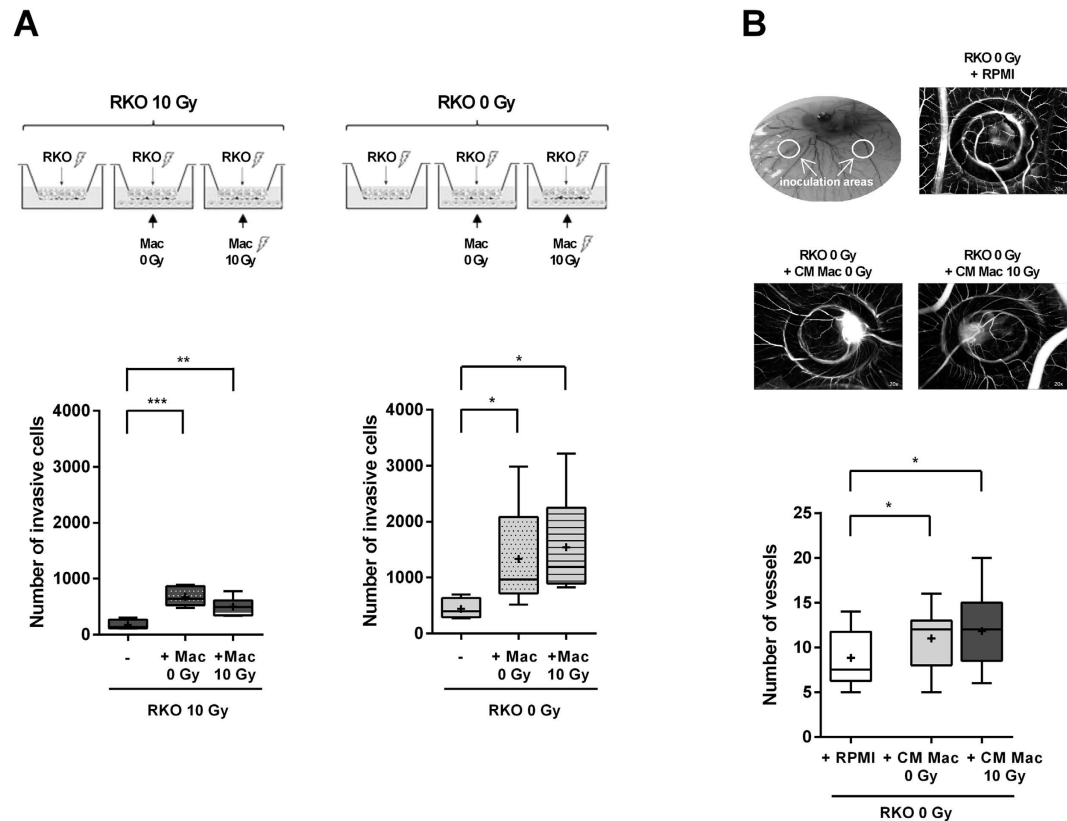 A
RKO 10 Gy
RKO
RKO
RKO
Mac
0 Gy
Mac
10 Gy
RKO 0 Gy
RKO
RKO
RKO
Mac
0 Gy
Mac
10 Gy
Number of invasive cells
4000
3000
2000
1000
0
**
***
-
+ Mac
0 Gy
+Mac
10 Gy
RKO 10 Gy
Number of invasive cells
4000
3000
2000
1000
0
*
*
-
+ Mac
0 Gy
+Mac
10 Gy
RKO 0 Gy
B
inoculation areas
RKO 0 Gy
+ RPMI
20x
RKO 0 Gy
+ CM Mac 0 Gy
20x
RKO 0 Gy
+ CM Mac 10 Gy
20x
Number of vessels
25
20
15
10
5
0
*
*
+ RPMI
+ CM Mac
0 Gy
+ CM Mac
10 Gy
RKO 0 Gy